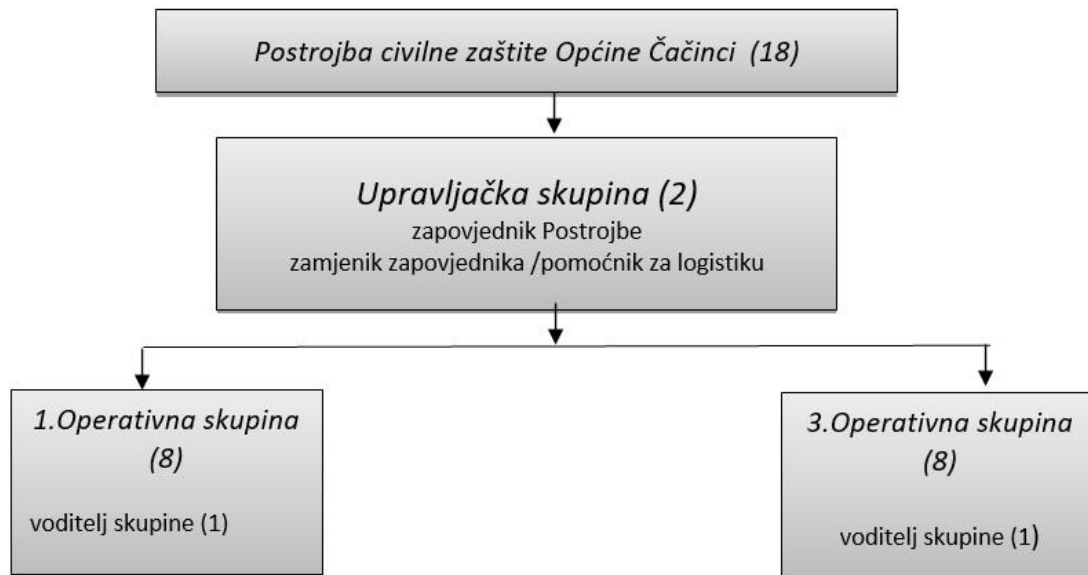 Postrojba civilne zaštite Općine Čačinci (18)
Upravljačka skupina (2)
zapovjednik Postrojbe
zamjenik zapovjednika /pomoćnik za logistiku
1.Operativna skupina
(8)
voditelj skupine (1)
3.Operativna skupina
(8)
voditelj skupine (1)